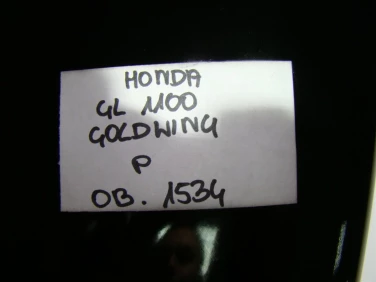 HONDA
GL 1100
GOLDWING
P
OB. 1534